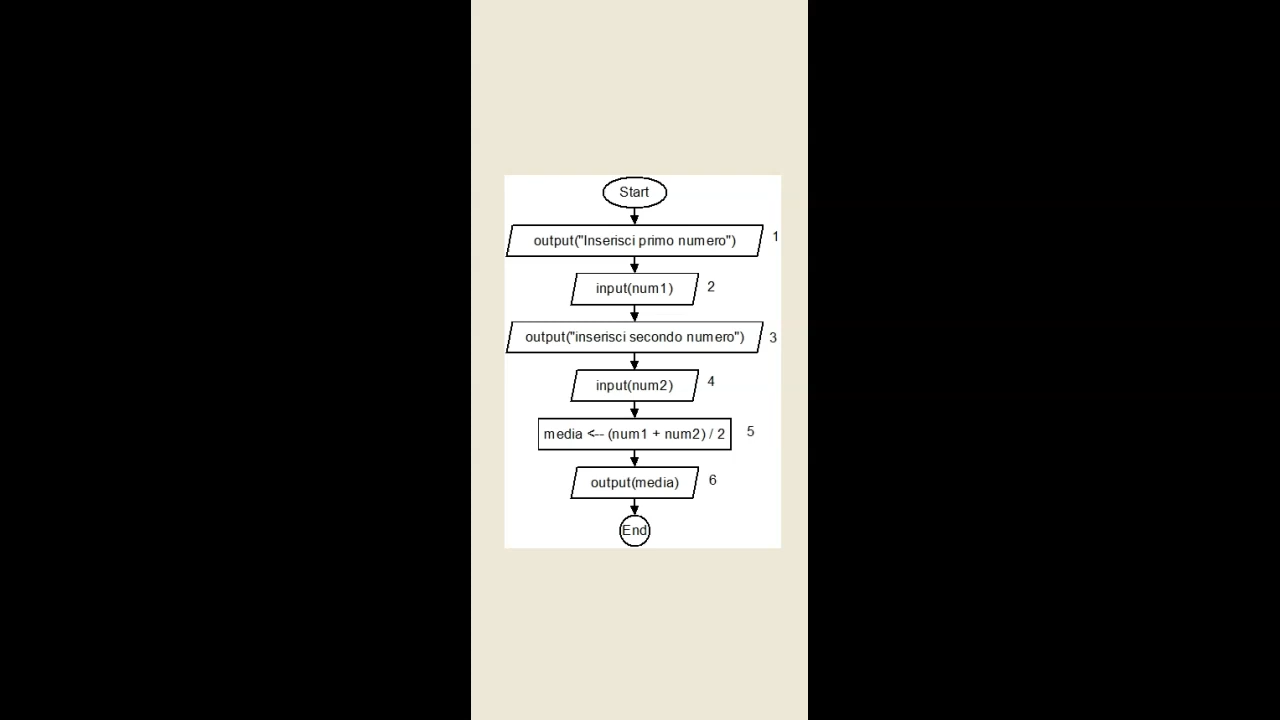 Start
output("Inserisci primo numero") 1
input(num1) 2
output("inserisci secondo numero") 3
input(num2) 4
media <-- (num1 + num2) / 2 5
output(media) 6
End